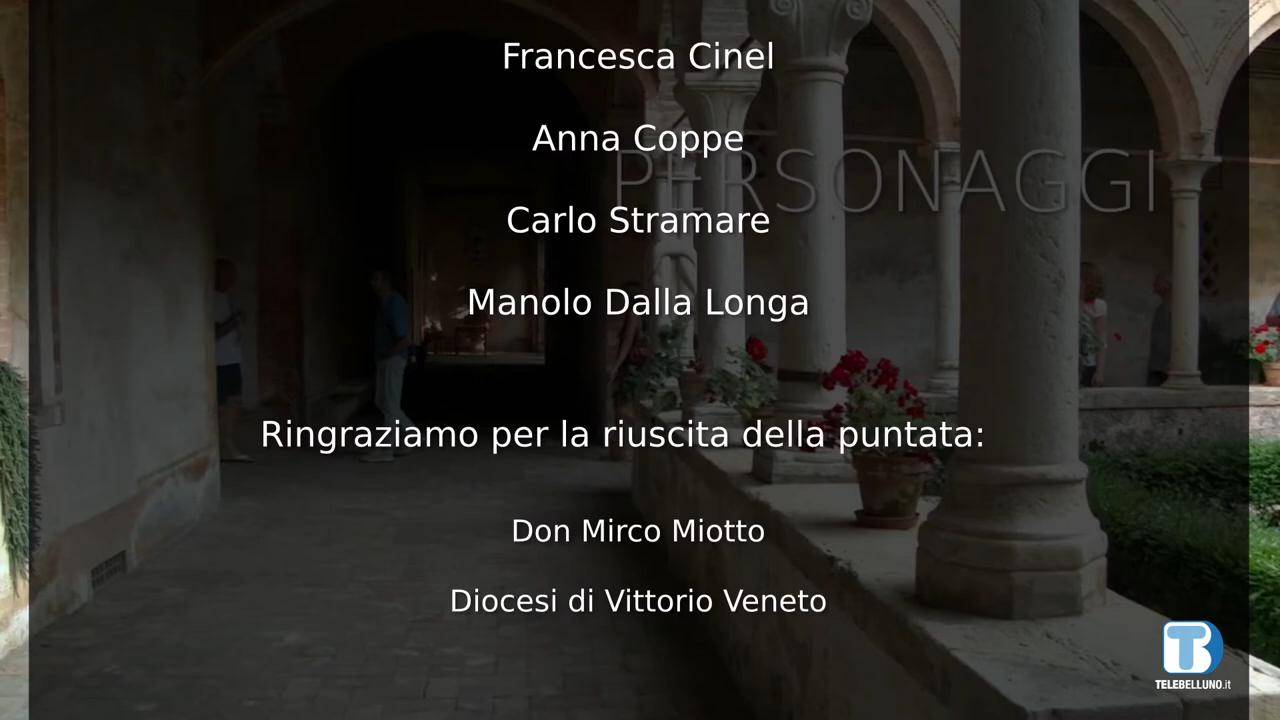 Francesca Cinel
Anna Coppe
PERSONAGGI
Carlo Stramare
Manolo Dalla Longa
Ringraziamo per la riuscita della puntata:
Don Mirco Miotto
Diocesi di Vittorio Veneto
TB
TELEBELLUNO.it